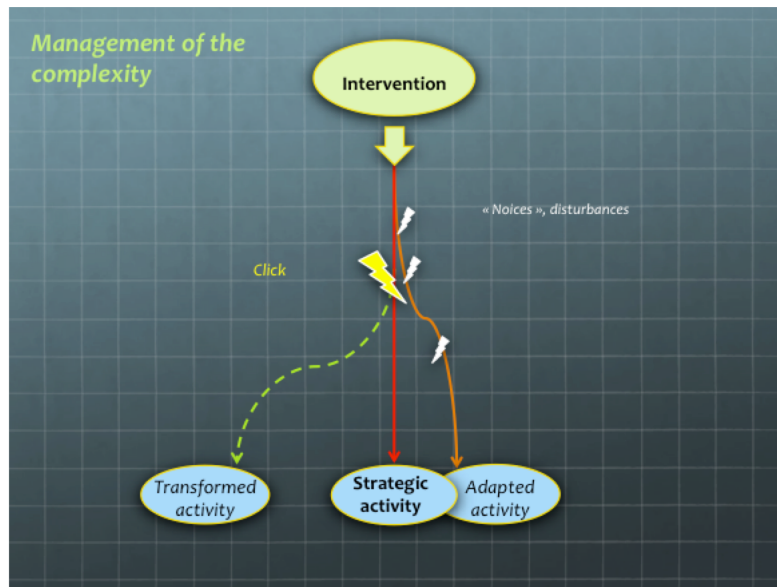 Management of the
complexity
Intervention
« Noices », disturbances
Click
Transformed
activity
Strategic
activity
Adapted
activity